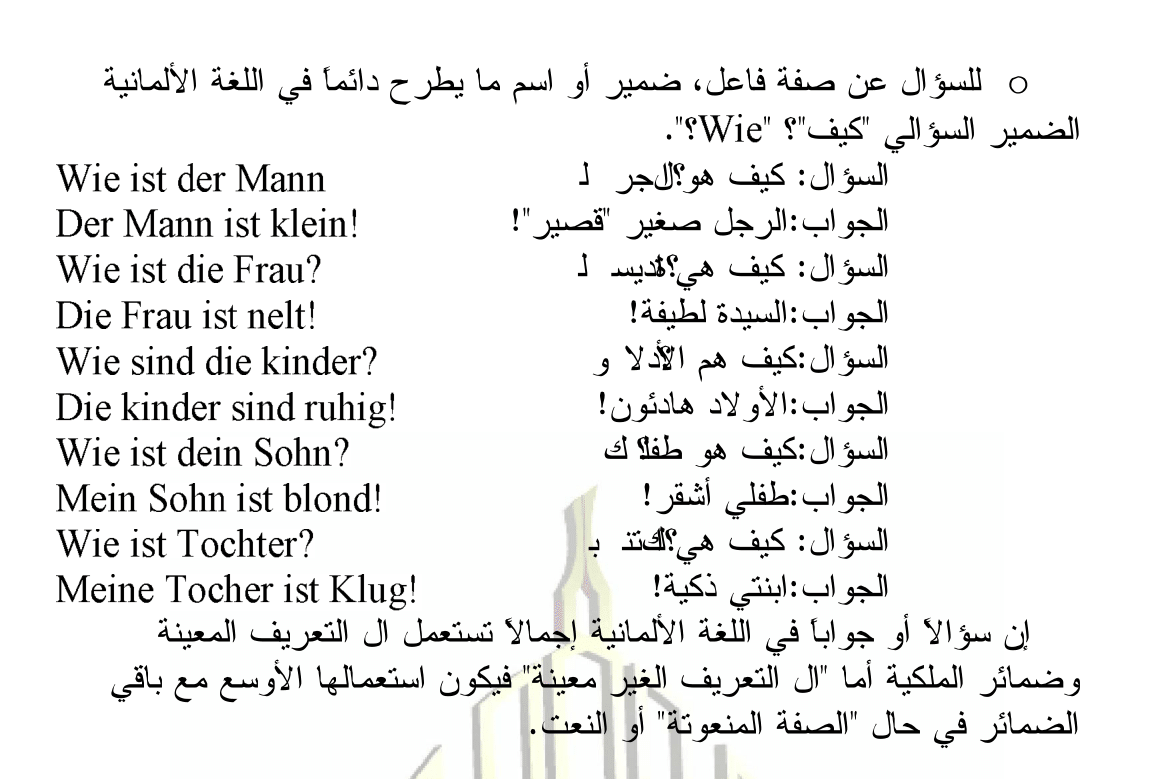 o للسؤال عن صفة فاعل، ضمير أو اسم ما يطرح دائماً في اللغة الألمانية
الضمير السؤالي "كيف"؟ "Wie؟".
السؤال: كيف هو Wie ist der Mann
الجواب:الرجل صغير "قصير"! Der Mann ist klein!
السؤال: كيف هي Wie ist die Frau?
الجواب:السيدة لطيفة! Die Frau ist nelt!
السؤال:كيف هم Wie sind die kinder?
الجواب:الأولاد هادئون! Die kinder sind ruhig!
السؤال:كيف هو Wie ist dein Sohn?
الجواب:طفلي أشقر! Mein Sohn ist blond!
السؤال: كيف هي Wie ist Tochter?
الجواب:ابنتي ذكية! Meine Tocher ist Klug!
إن سؤالاً أو جواباً في اللغة الألمانية إجمالاً تستعمل ال التعريف المعينة
وضمائر الملكية أما "ال التعريف الغير معينة" فيكون استعمالها الأوسع مع باقي
الضمائر في حال "الصفة المنعوتة" أو النعت.